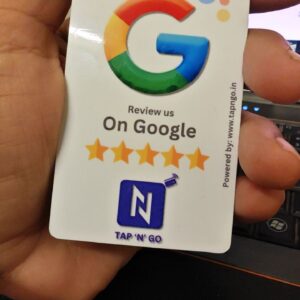 G
Review us
On Google
Powered by: www.tapngo.in
N
TAP 'N' GO